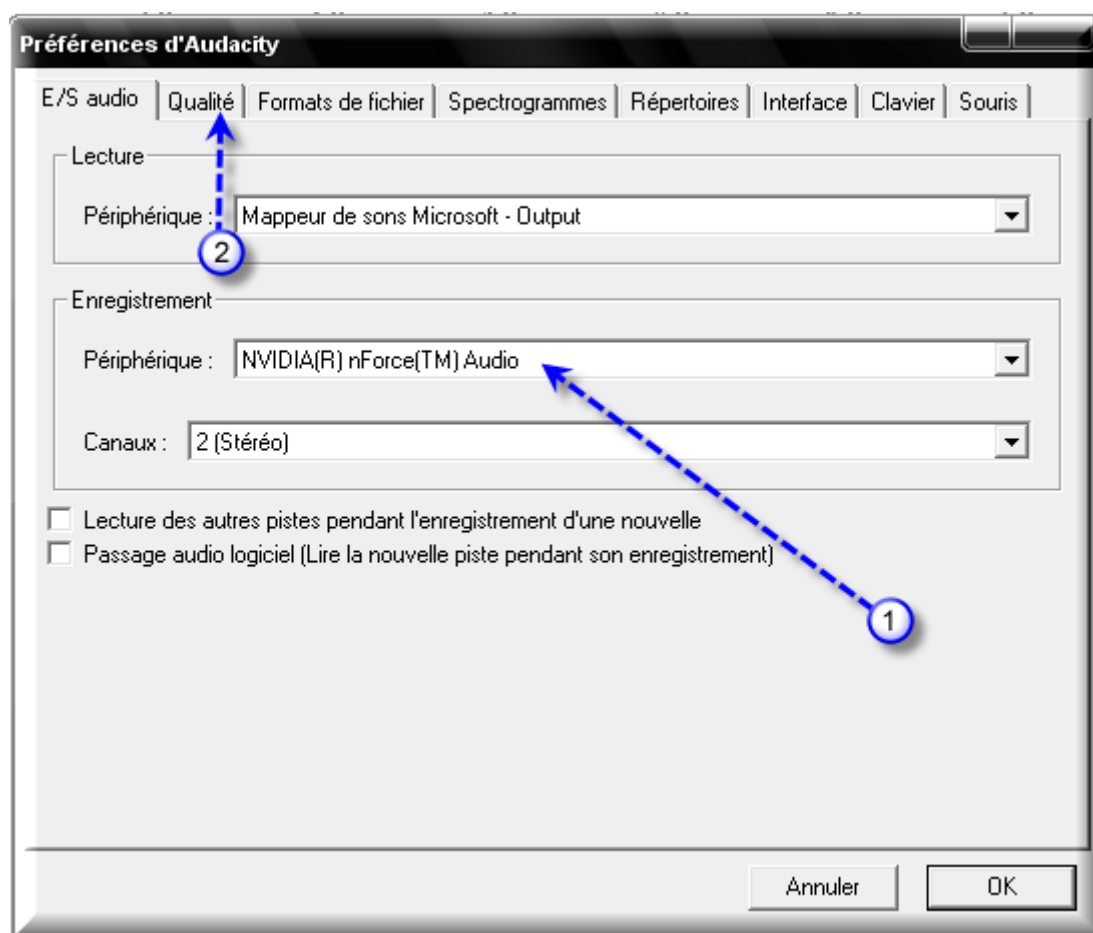 Préférences d'Audacity
E/S audio Qualité Formats de fichier Spectrogrammes Répertoires Interface Clavier Souris
Lecture
Périphérique : Mappeur de sons Microsoft - Output
2
Enregistrement
Périphérique : NVIDIA(R) nForce(TM) Audio
Canaux : 2 (Stéréo)
Lecture des autres pistes pendant l'enregistrement d'une nouvelle
Passage audio logiciel (Lire la nouvelle piste pendant son enregistrement)
1
Annuler OK